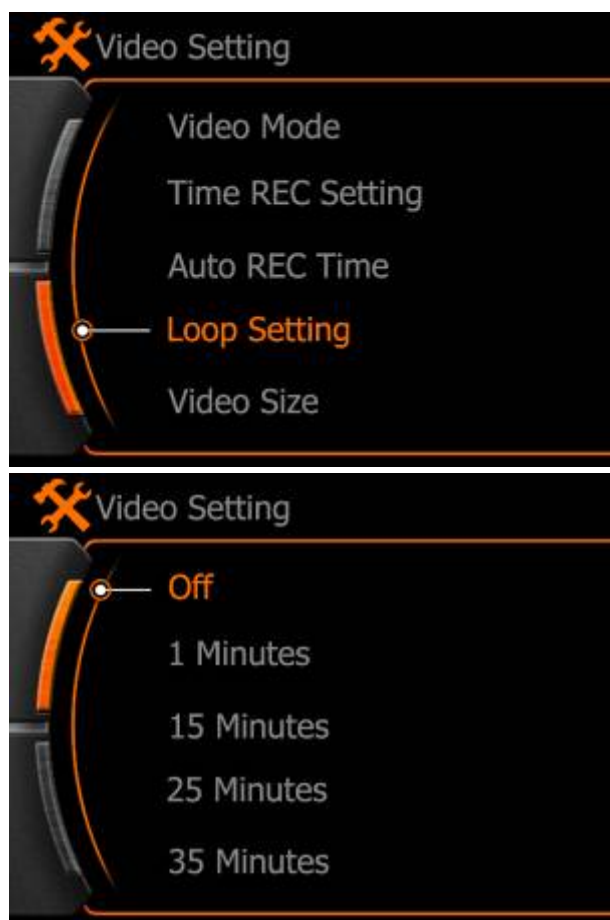 Video Setting
Video Mode
Time REC Setting
Auto REC Time
Loop Setting
Video Size
Video Setting
Off
1 Minutes
15 Minutes
25 Minutes
35 Minutes